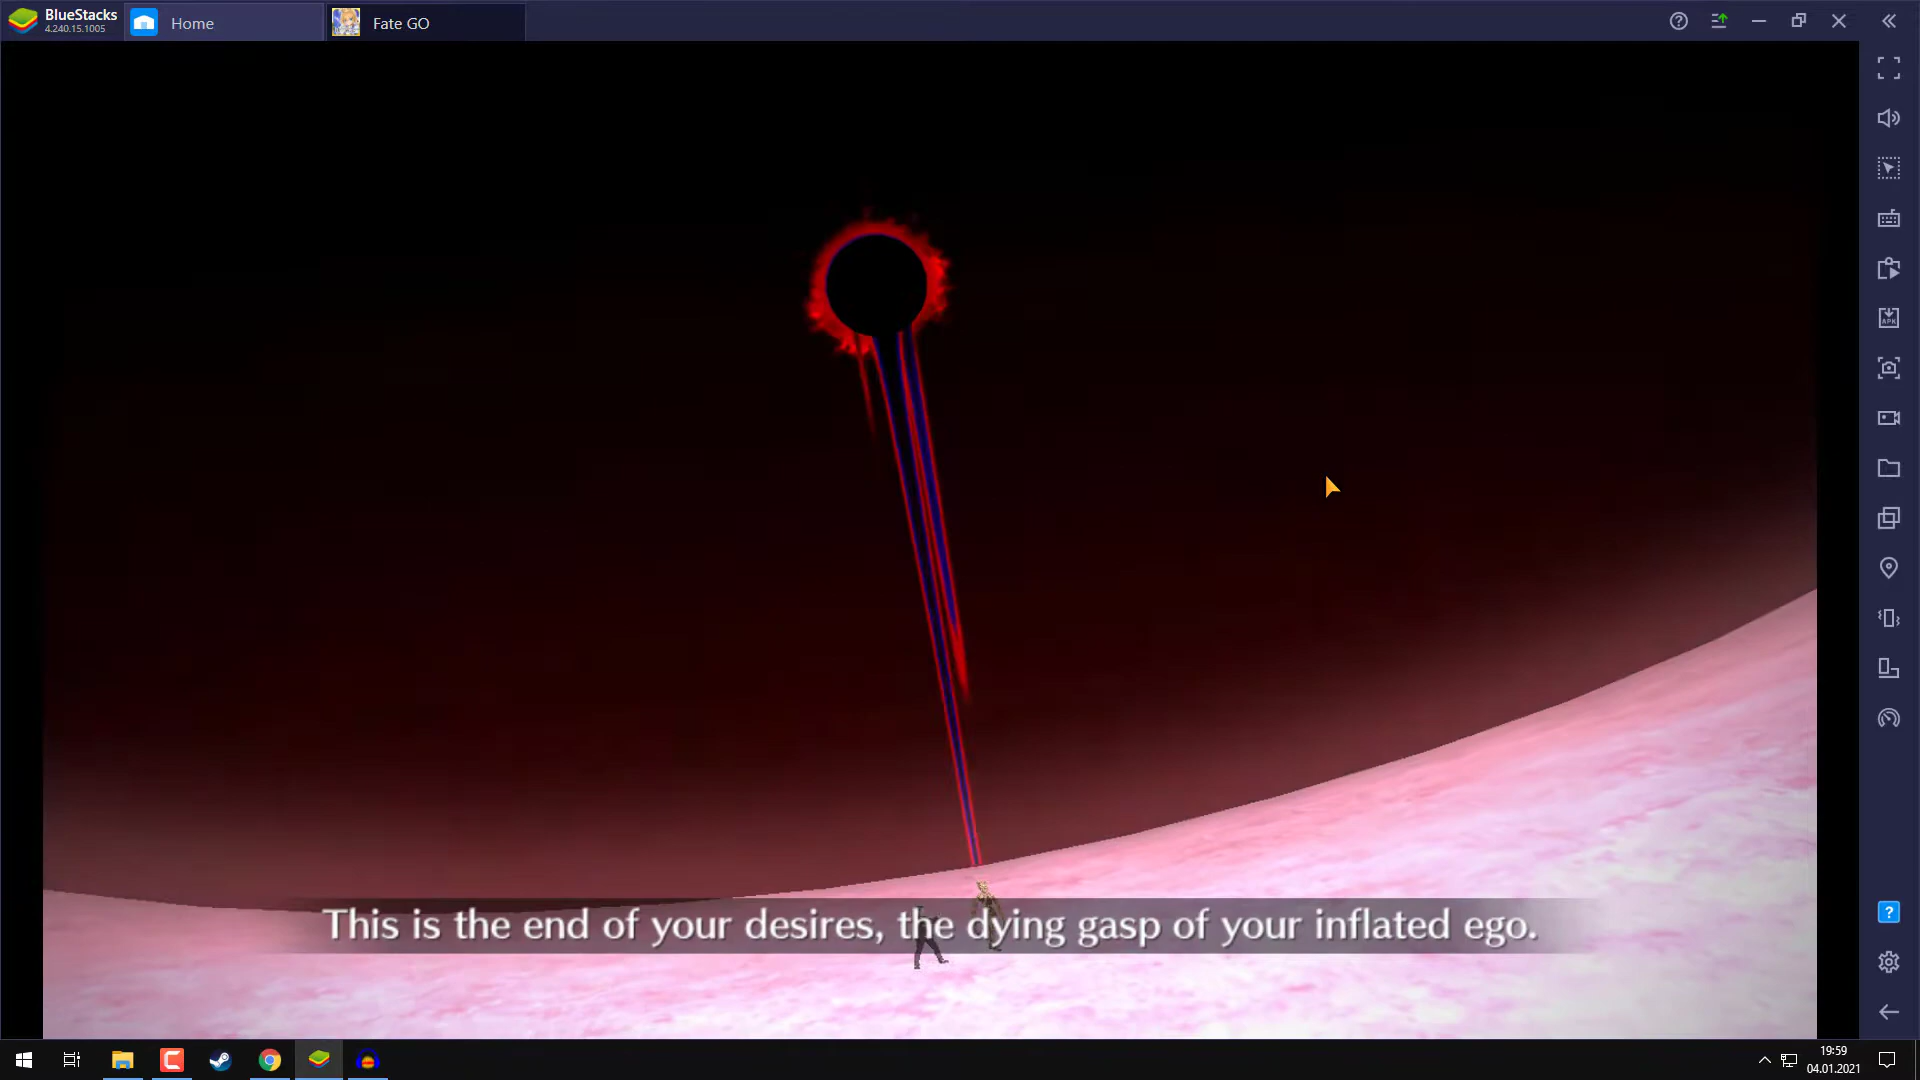 BlueStacks
4.240.15.1005
Home
Fate GO
APK
This is the end of your desires, the dying gasp of your inflated ego.
?
19:59
04.01.2021